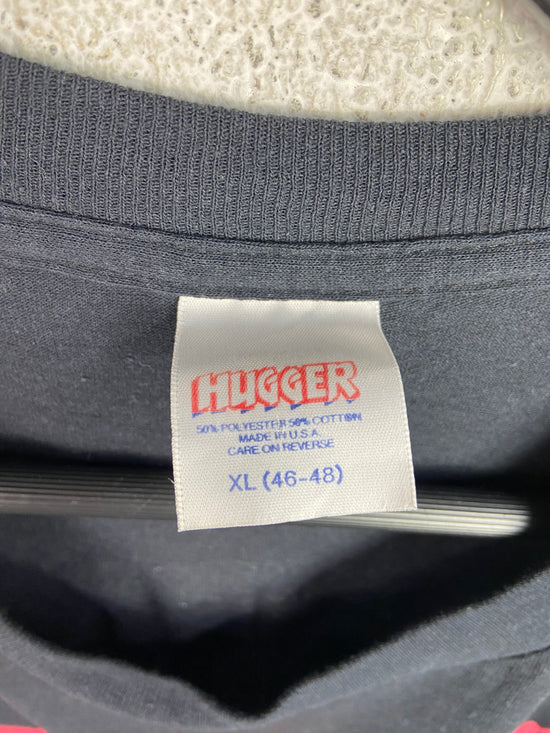 HUGGER
50% POLYESTER 50% COTTON
MADE IN U.S.A.
CARE ON REVERSE
XL (46-48)